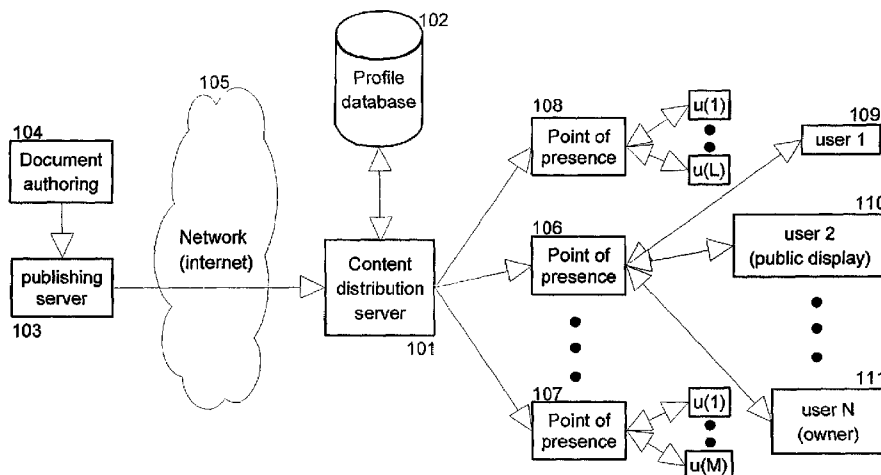 104
Document
authoring
publishing
server
103
105
Network
(internet)
102
Profile
database
Content
distribution
server
101
108
Point of
presence
u(1)
u(L)
106
Point of
presence
109
user 1
110
user 2
(public display)
107
Point of
presence
u(1)
u(M)
111
user N
(owner)